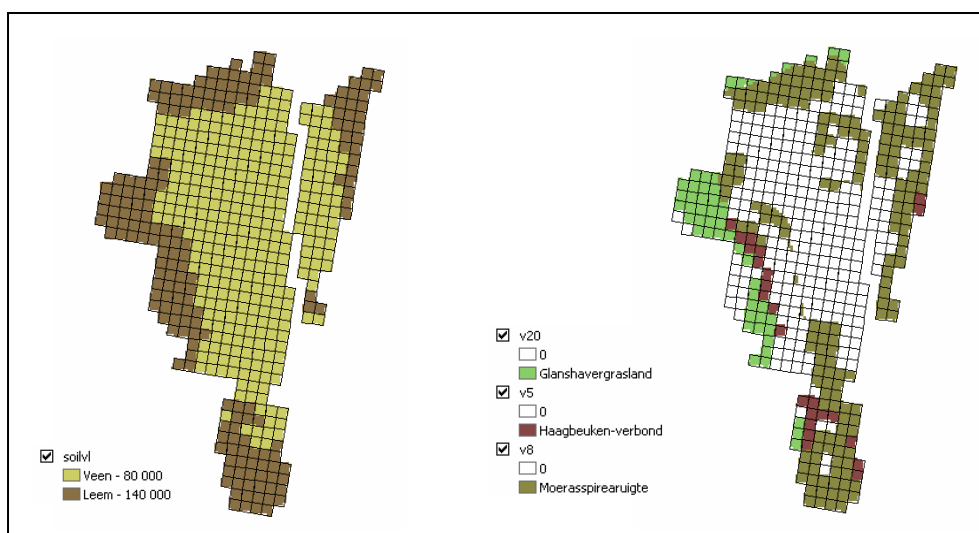 soilvl
Veen - 80 000
Leem - 140 000
v20
0
Glanshavergrasland
v5
0
Haagbeuken-verbond
v8
0
Moerasspirearuigte